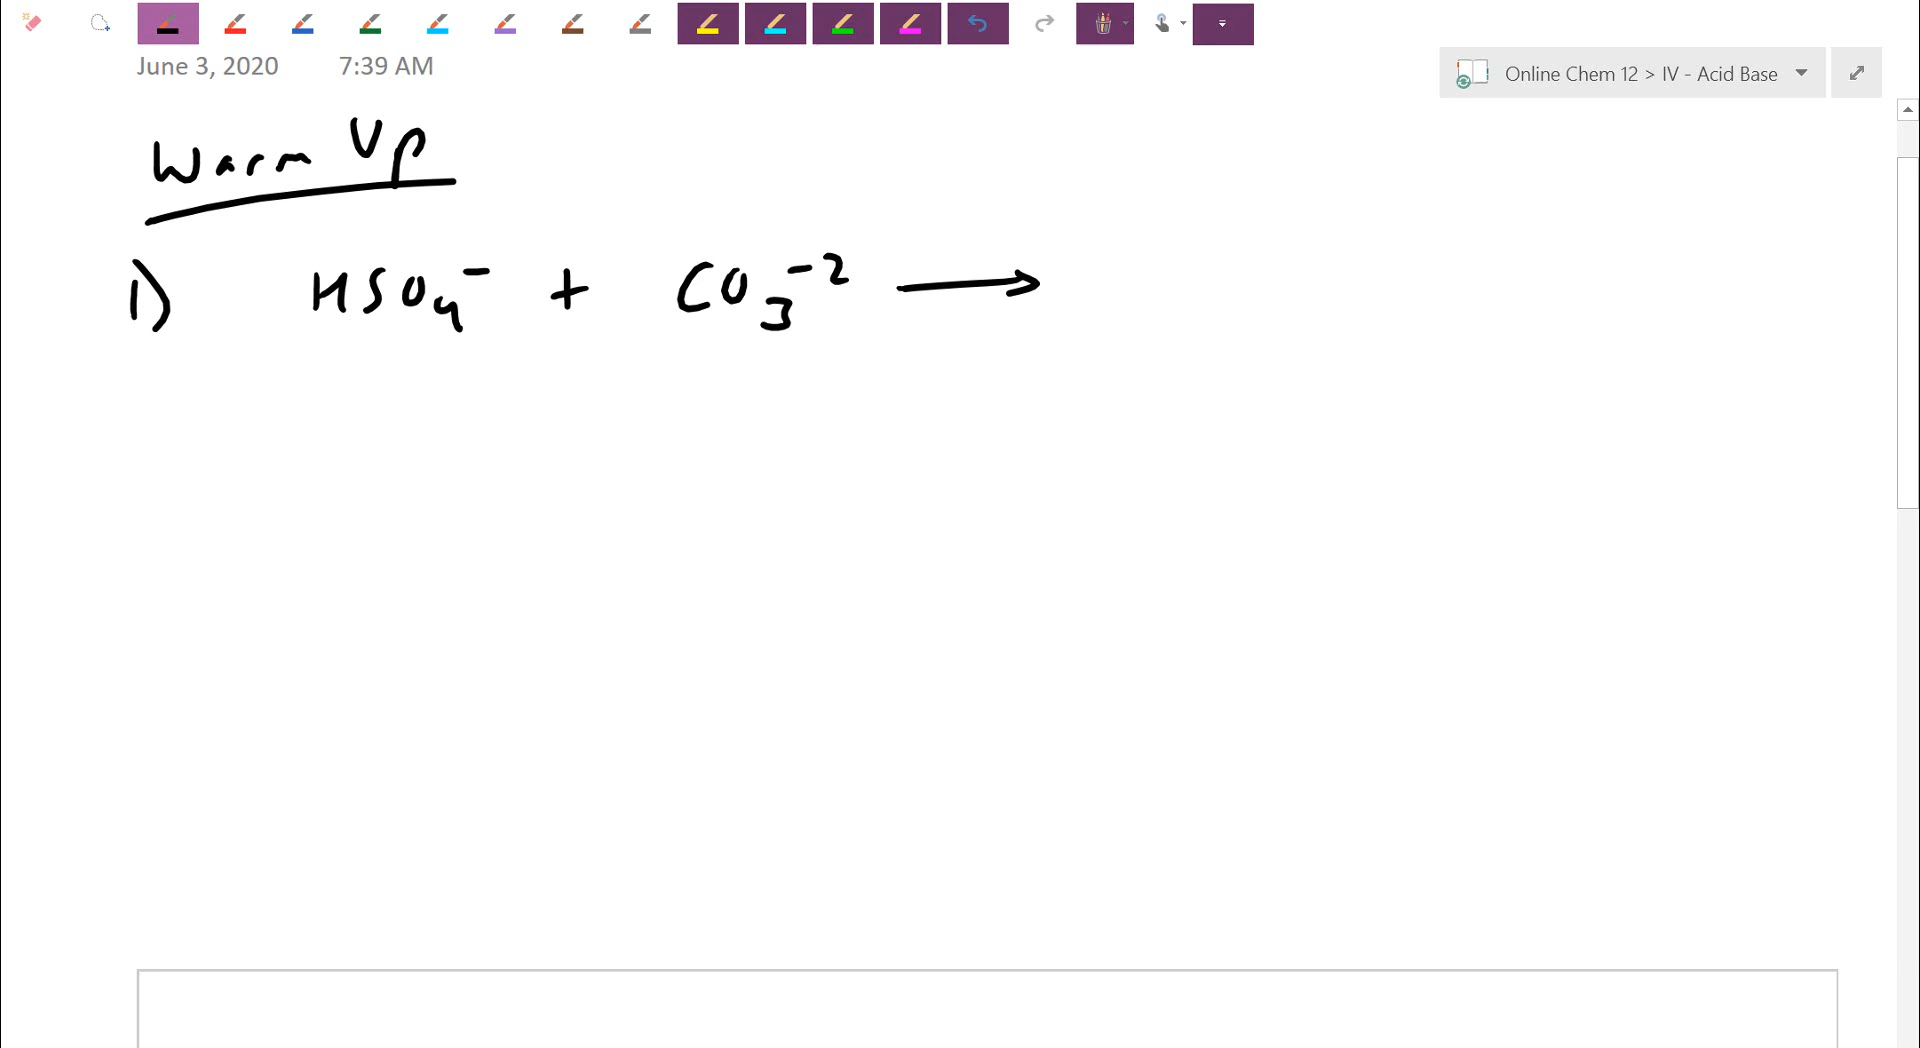 June 3, 2020 7:39 AM
Online Chem 12 > IV - Acid Base
Warm Up
1) HSO₄⁻ + CO₃⁻² →